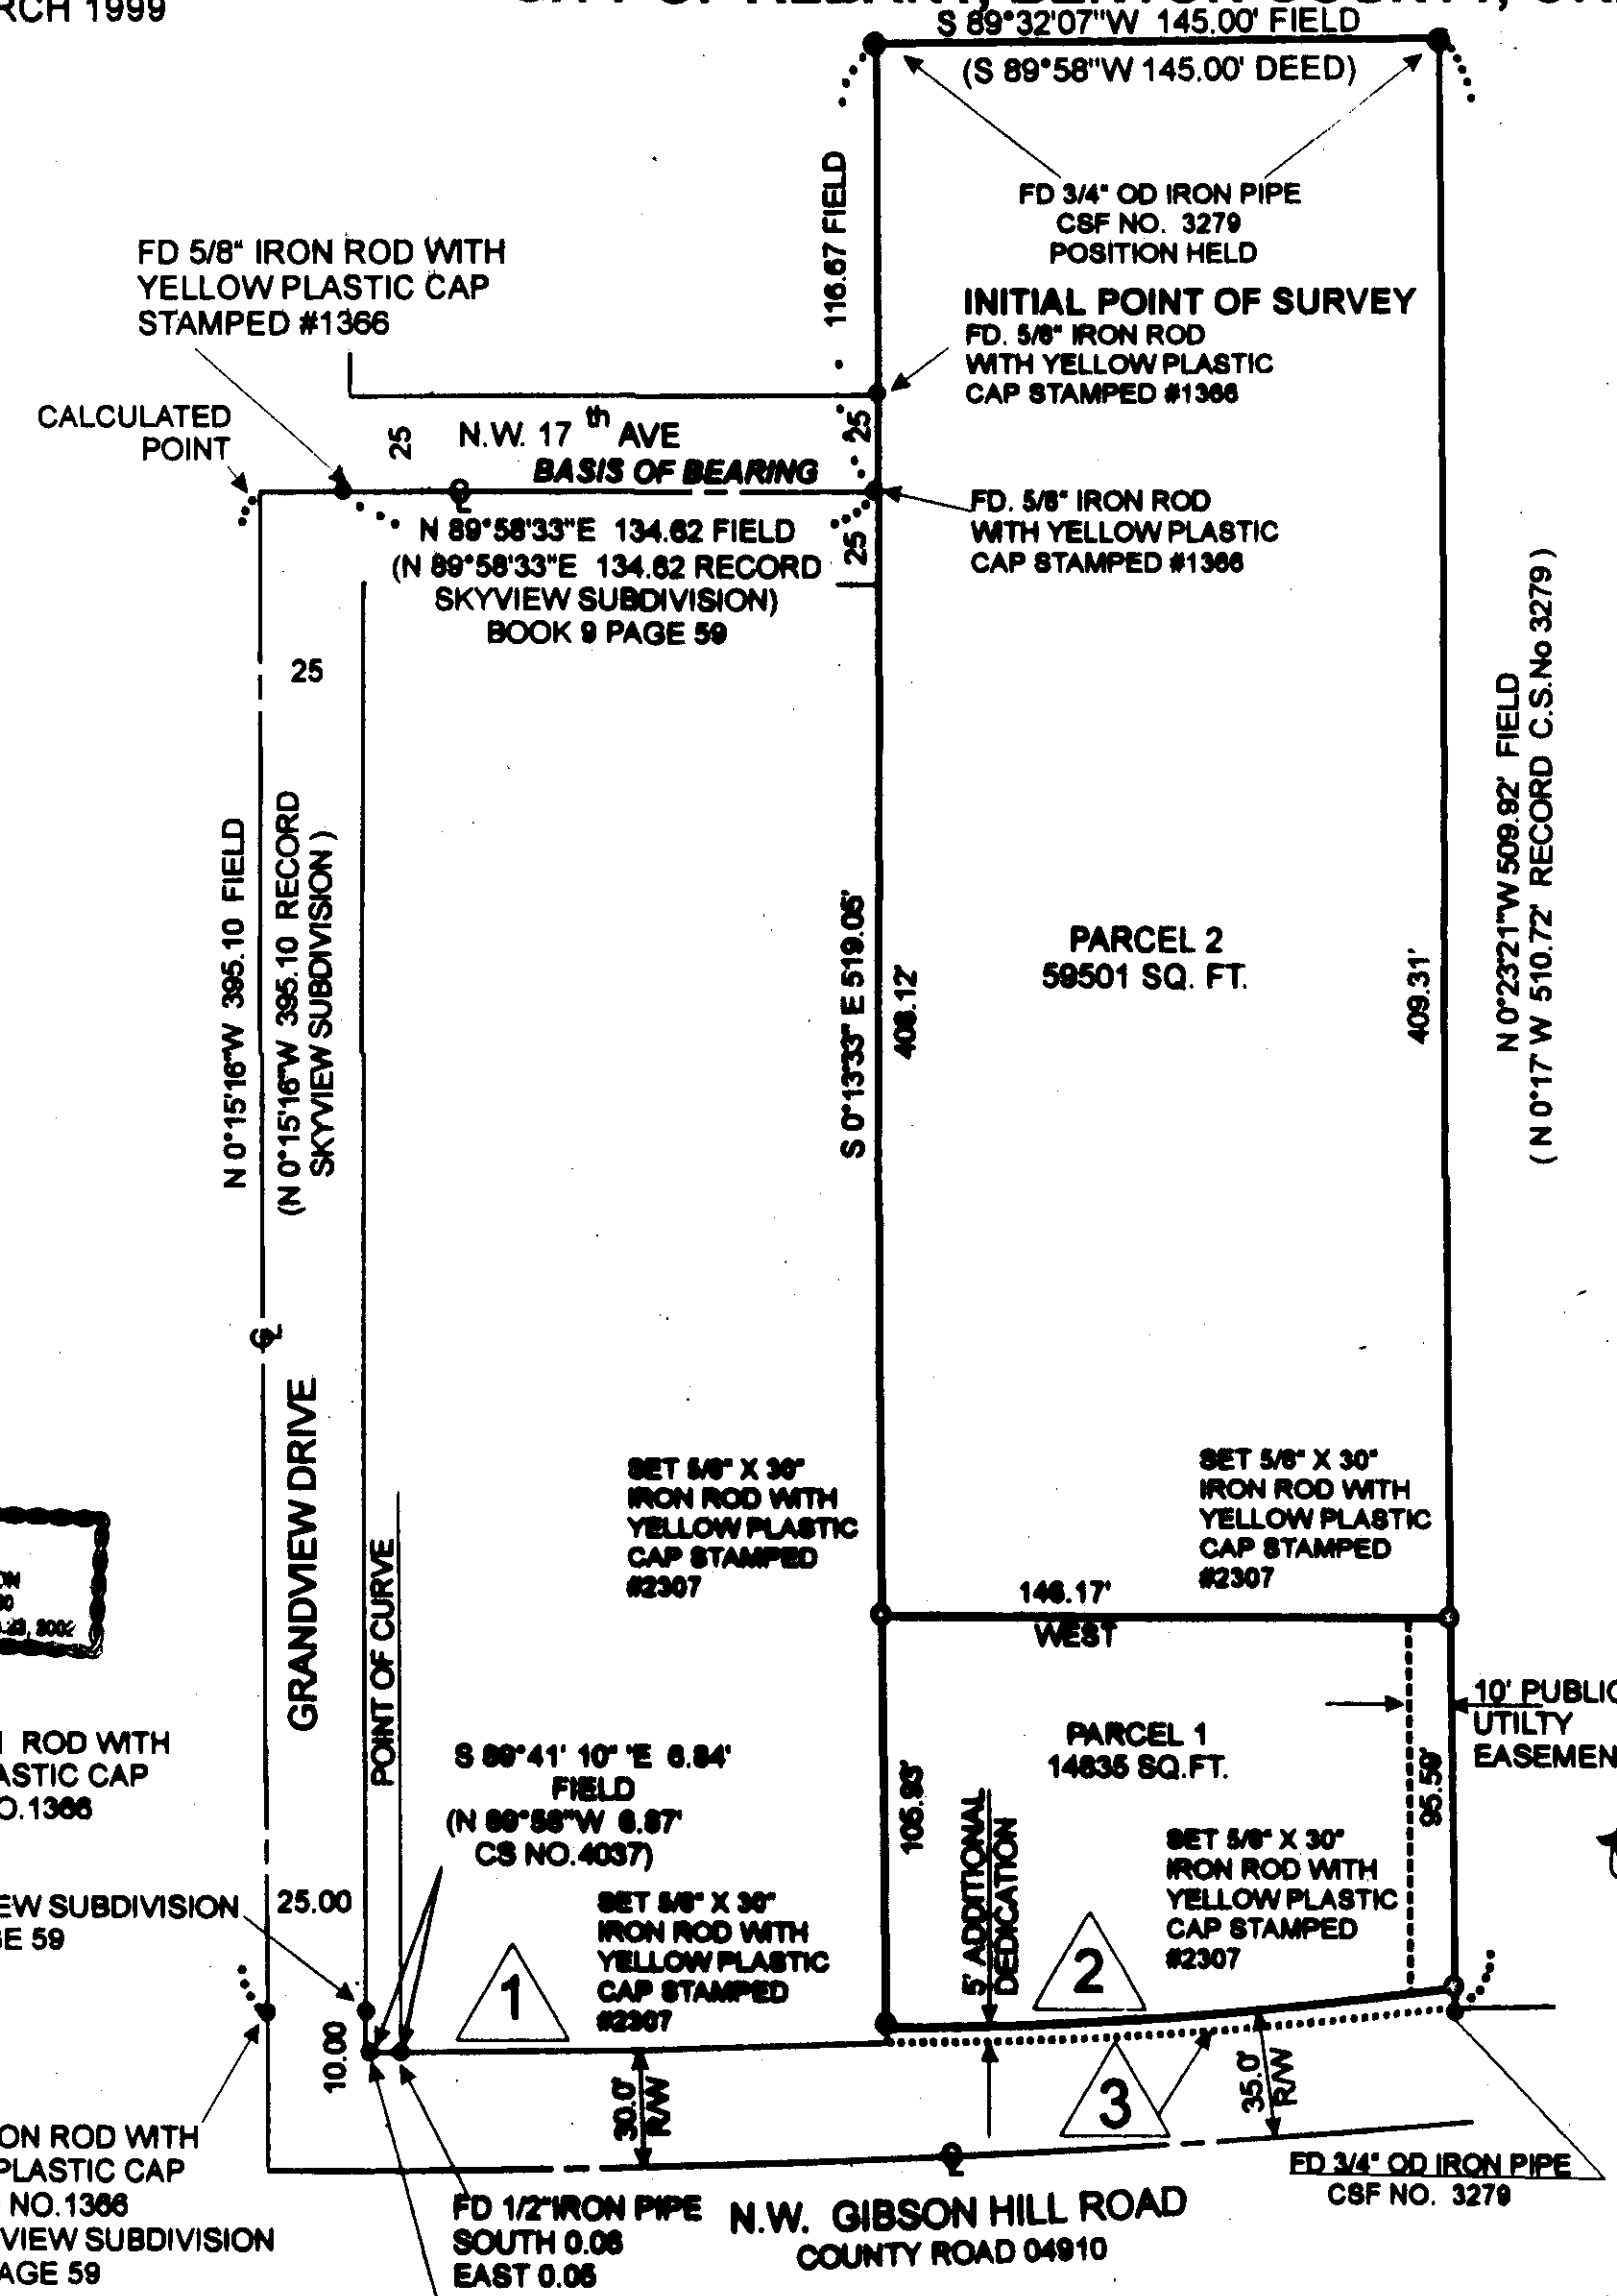 RCH 1999
S 89°32'07"W 145.00' FIELD
(S 89°58"W 145.00' DEED)
116.67 FIELD
FD 3/4" OD IRON PIPE
CSF NO. 3279
POSITION HELD
FD 5/8" IRON ROD WITH
YELLOW PLASTIC CAP
STAMPED #1366
INITIAL POINT OF SURVEY
FD. 5/8" IRON ROD
WITH YELLOW PLASTIC
CAP STAMPED #1366
CALCULATED
POINT
25
N.W. 17 th AVE
25
BASIS OF BEARING
FD. 5/8" IRON ROD
WITH YELLOW PLASTIC
CAP STAMPED #1366
N 89°58'33"E 134.62 FIELD
(N 89°58'33"E 134.62 RECORD
SKYVIEW SUBDIVISION)
BOOK 9 PAGE 59
25
25
N 0°15'16"W 395.10 FIELD
(N 0°15'16"W 395.10 RECORD
SKYVIEW SUBDIVISION )
S 0°13'33" E 519.05'
408.12'
PARCEL 2
59501 SQ. FT.
409.31'
N 0°23'21"W 509.92' FIELD
( N 0°17' W 510.72' RECORD C.S.No 3279 )
GRANDVIEW DRIVE
POINT OF CURVE
SET 5/8" X 30"
IRON ROD WITH
YELLOW PLASTIC
CAP STAMPED
#2307
SET 5/8" X 30"
IRON ROD WITH
YELLOW PLASTIC
CAP STAMPED
#2307
146.17'
WEST
10' PUBLIC
UTILTY
EASEMEN
PARCEL 1
14835 SQ.FT.
105.93'
95.59'
S 89°41' 10" 'E 6.84'
FIELD
(N 89°58"W 6.87'
CS NO.4037)
ROD WITH
ASTIC CAP
O.1366
EW SUBDIVISION
GE 59
25.00
SET 5/8" X 30"
IRON ROD WITH
YELLOW PLASTIC
CAP STAMPED
#2307
5' ADDITIONAL
DEDICATION
SET 5/8" X 30"
IRON ROD WITH
YELLOW PLASTIC
CAP STAMPED
#2307
1
2
3
10.00
30.0'
R/W
35.0'
R/W
ON ROD WITH
PLASTIC CAP
NO.1366
VIEW SUBDIVISION
AGE 59
FD 1/2"IRON PIPE
SOUTH 0.06
EAST 0.05
N.W. GIBSON HILL ROAD
COUNTY ROAD 04910
FD 3/4" OD IRON PIPE
CSF NO. 3279